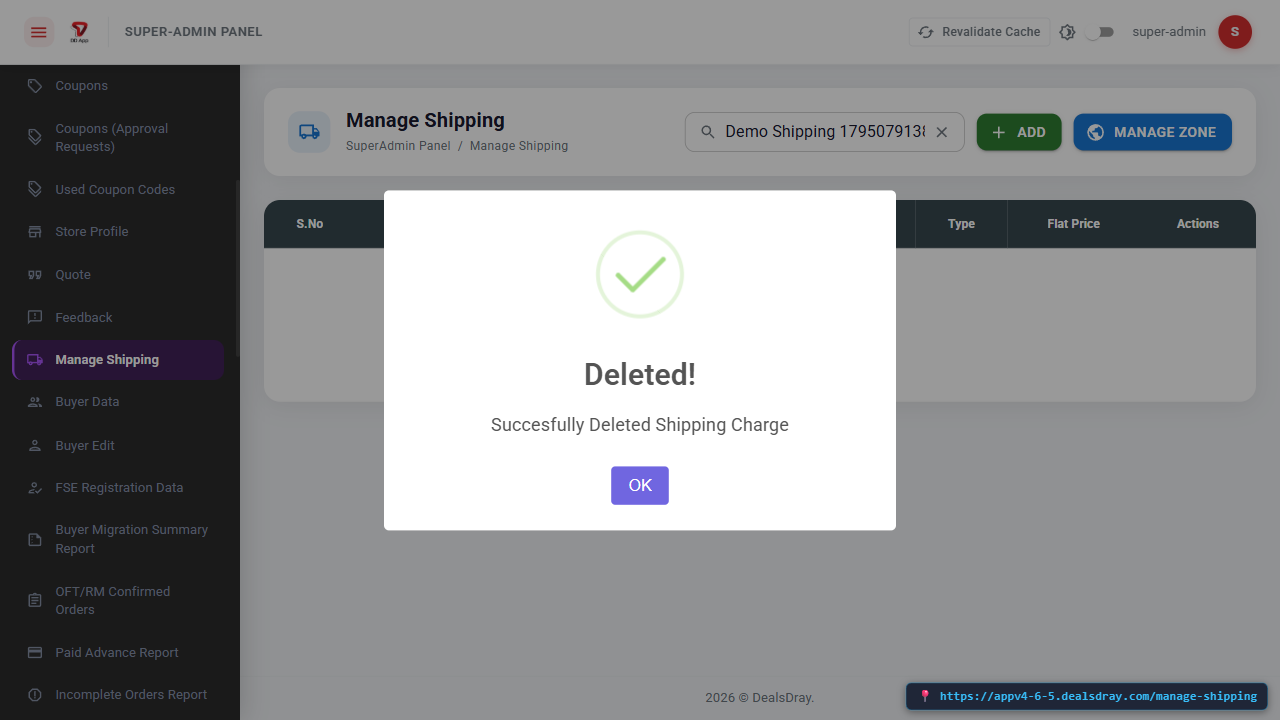 DD App
SUPER-ADMIN PANEL
Revalidate Cache
super-admin
S
Coupons
Coupons (Approval
Requests)
Used Coupon Codes
Store Profile
Quote
Feedback
Manage Shipping
Buyer Data
Buyer Edit
FSE Registration Data
Buyer Migration Summary
Report
OFT/RM Confirmed
Orders
Paid Advance Report
Incomplete Orders Report
Manage Shipping
SuperAdmin Panel / Manage Shipping
Demo Shipping 179507913
ADD
MANAGE ZONE
S.No
Type
Flat Price
Actions
Deleted!
Succesfully Deleted Shipping Charge
OK
2026 © DealsDray.
https://appv4-6-5.dealsdray.com/manage-shipping